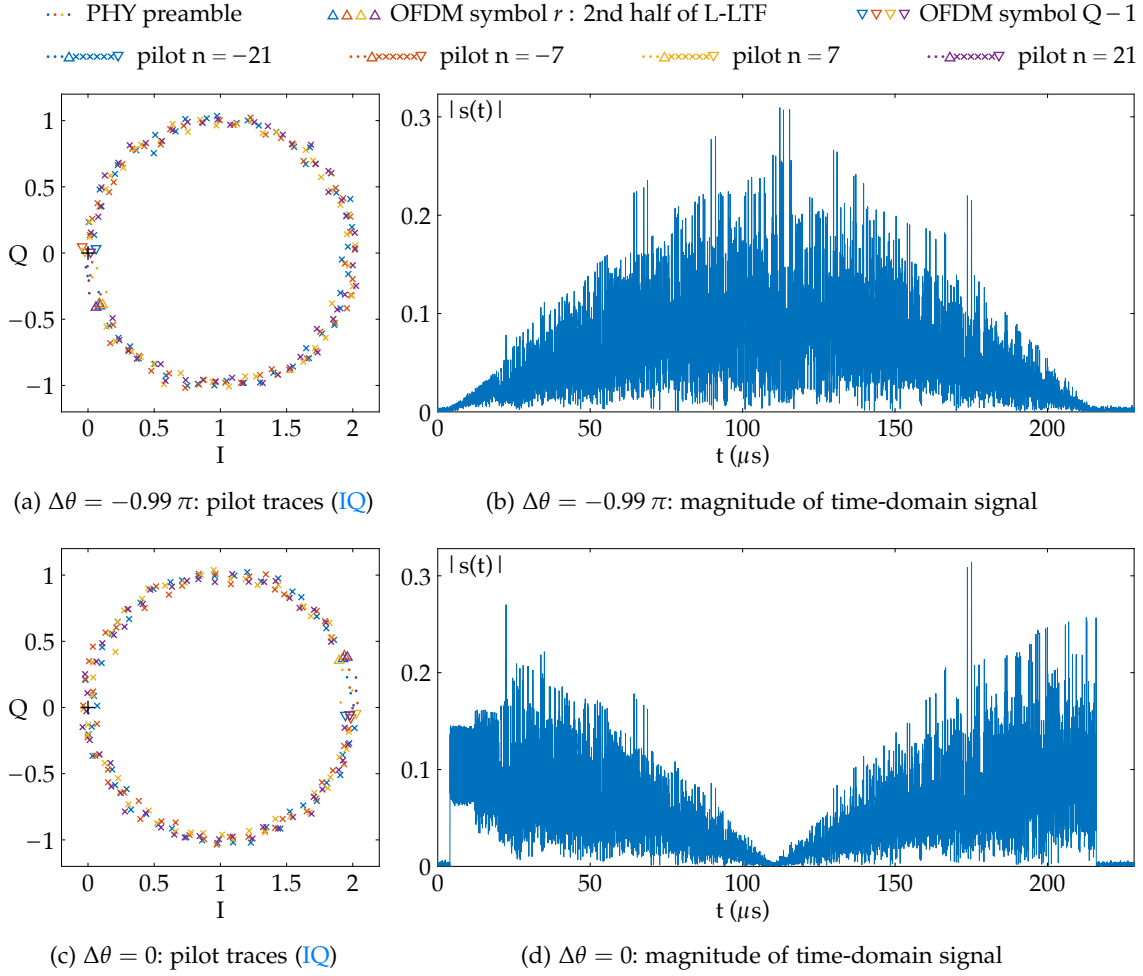 PHY preamble OFDM symbol r : 2nd half of L-LTF OFDM symbol Q − 1
pilot n = −21 pilot n = −7 pilot n = 7 pilot n = 21
1
0.5
Q 0
−0.5
−1
0 0.5 1 1.5 2
I
| s(t) |
0.3
0.2
0.1
0
0 50 100 150 200
t (μs)
(a) Δθ = −0.99 π: pilot traces (IQ)
(b) Δθ = −0.99 π: magnitude of time-domain signal
1
0.5
Q 0
−0.5
−1
0 0.5 1 1.5 2
I
| s(t) |
0.3
0.2
0.1
0
0 50 100 150 200
t (μs)
(c) Δθ = 0: pilot traces (IQ)
(d) Δθ = 0: magnitude of time-domain signal